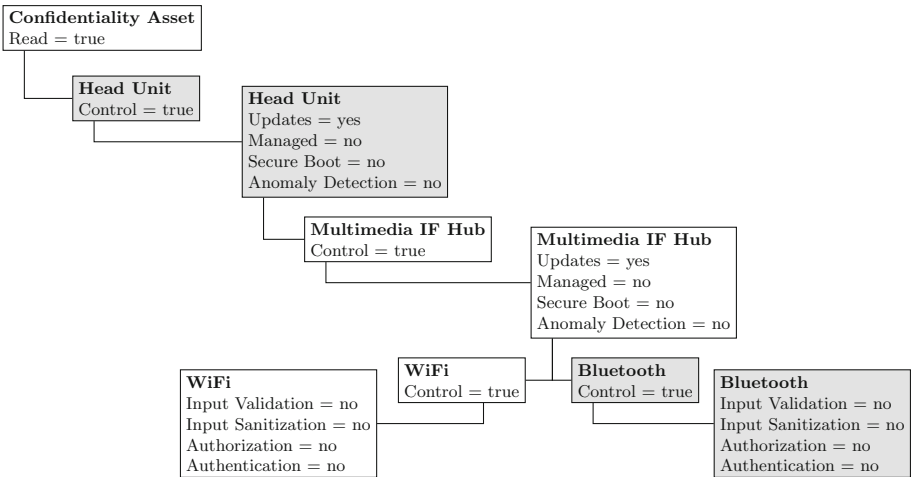 Confidentiality Asset
Read = true
Head Unit
Control = true
Head Unit
Updates = yes
Managed = no
Secure Boot = no
Anomaly Detection = no
Multimedia IF Hub
Control = true
Multimedia IF Hub
Updates = yes
Managed = no
Secure Boot = no
Anomaly Detection = no
WiFi
Input Validation = no
Input Sanitization = no
Authorization = no
Authentication = no
WiFi
Control = true
Bluetooth
Control = true
Bluetooth
Input Validation = no
Input Sanitization = no
Authorization = no
Authentication = no